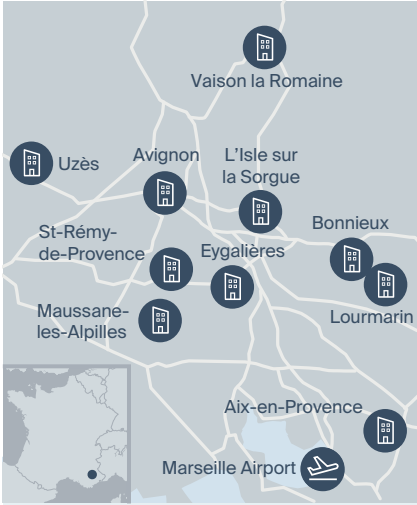 Vaison la Romaine
Avignon
L’Isle sur
la Sorgue
Uzès
Bonnieux
St-Rémy-
de-Provence
Eygalières
Maussane-
les-Alpilles
Lourmarin
Aix-en-Provence
Marseille Airport